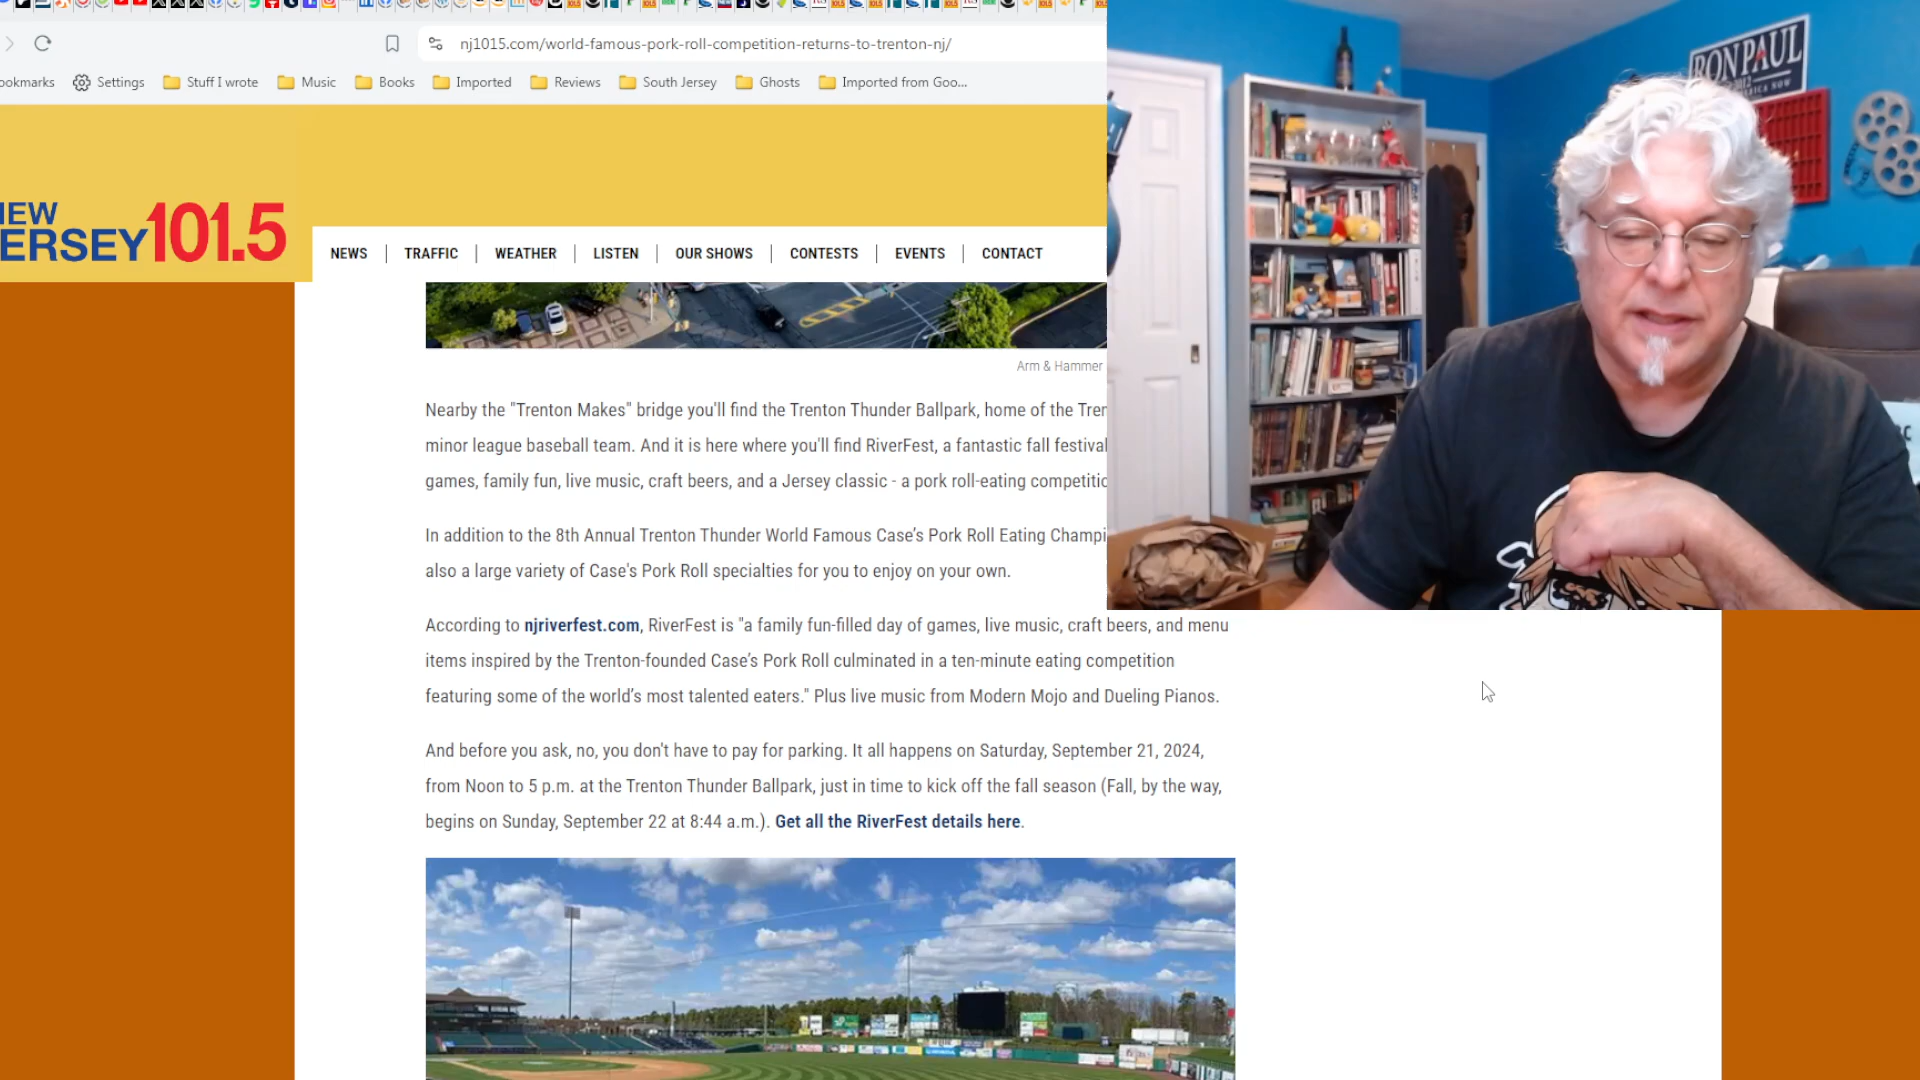 nj1015.com/world-famous-pork-roll-competition-returns-to-trenton-nj/
ookmarks Settings Stuff I wrote Music Books Imported Reviews South Jersey Ghosts Imported from Goo...
RON PAUL
2012
EW
ERSEY 101.5
NEWS TRAFFIC WEATHER LISTEN OUR SHOWS CONTESTS EVENTS CONTACT
Arm & Hammer
Nearby the "Trenton Makes" bridge you'll find the Trenton Thunder Ballpark, home of the Tren
minor league baseball team. And it is here where you'll find RiverFest, a fantastic fall festival
games, family fun, live music, craft beers, and a Jersey classic - a pork roll-eating competitio
In addition to the 8th Annual Trenton Thunder World Famous Case’s Pork Roll Eating Champi
also a large variety of Case's Pork Roll specialties for you to enjoy on your own.
According to njriverfest.com, RiverFest is "a family fun-filled day of games, live music, craft beers, and menu
items inspired by the Trenton-founded Case’s Pork Roll culminated in a ten-minute eating competition
featuring some of the world’s most talented eaters." Plus live music from Modern Mojo and Dueling Pianos.
And before you ask, no, you don't have to pay for parking. It all happens on Saturday, September 21, 2024,
from Noon to 5 p.m. at the Trenton Thunder Ballpark, just in time to kick off the fall season (Fall, by the way,
begins on Sunday, September 22 at 8:44 a.m.). Get all the RiverFest details here.